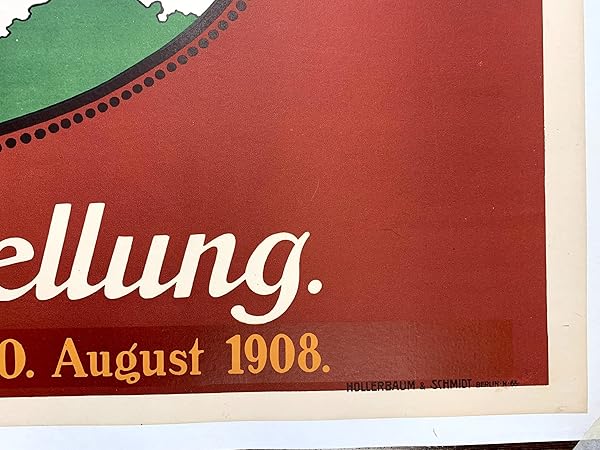 ellung.
0. August 1908.
HOLLERBAUM & SCHMIDT BERLIN·N·65